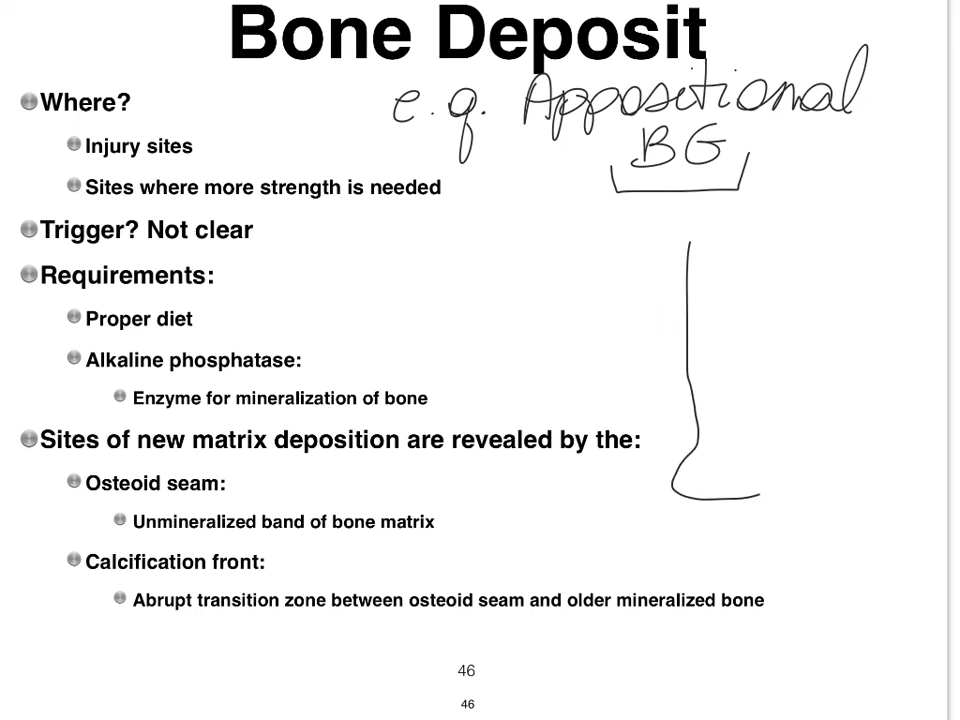 Bone Deposit
e.g. Appositional
BG
Where?
Injury sites
Sites where more strength is needed
Trigger? Not clear
Requirements:
Proper diet
Alkaline phosphatase:
Enzyme for mineralization of bone
Sites of new matrix deposition are revealed by the:
Osteoid seam:
Unmineralized band of bone matrix
Calcification front:
Abrupt transition zone between osteoid seam and older mineralized bone
46
46